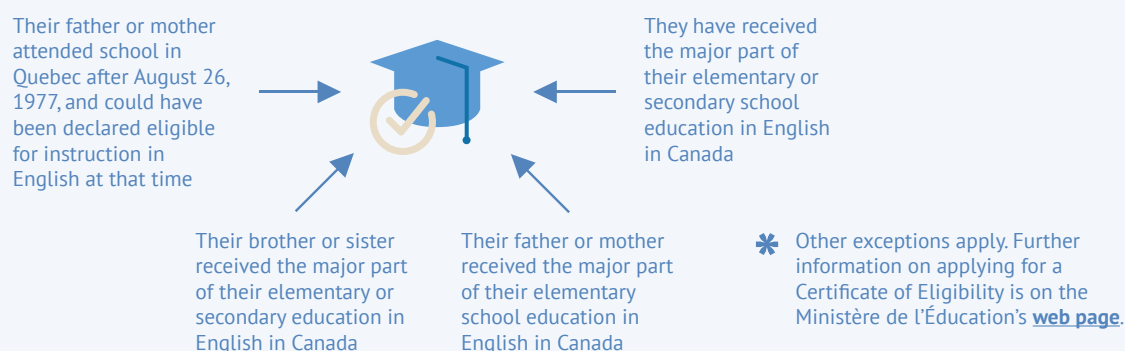 Their father or mother
attended school in
Quebec after August 26,
1977, and could have
been declared eligible
for instruction in
English at that time
They have received
the major part of
their elementary or
secondary school
education in English
in Canada
Their brother or sister
received the major part
of their elementary or
secondary education in
English in Canada
Their father or mother
received the major part
of their elementary
school education in
English in Canada
* Other exceptions apply. Further
information on applying for a
Certificate of Eligibility is on the
Ministère de l’Éducation’s web page.